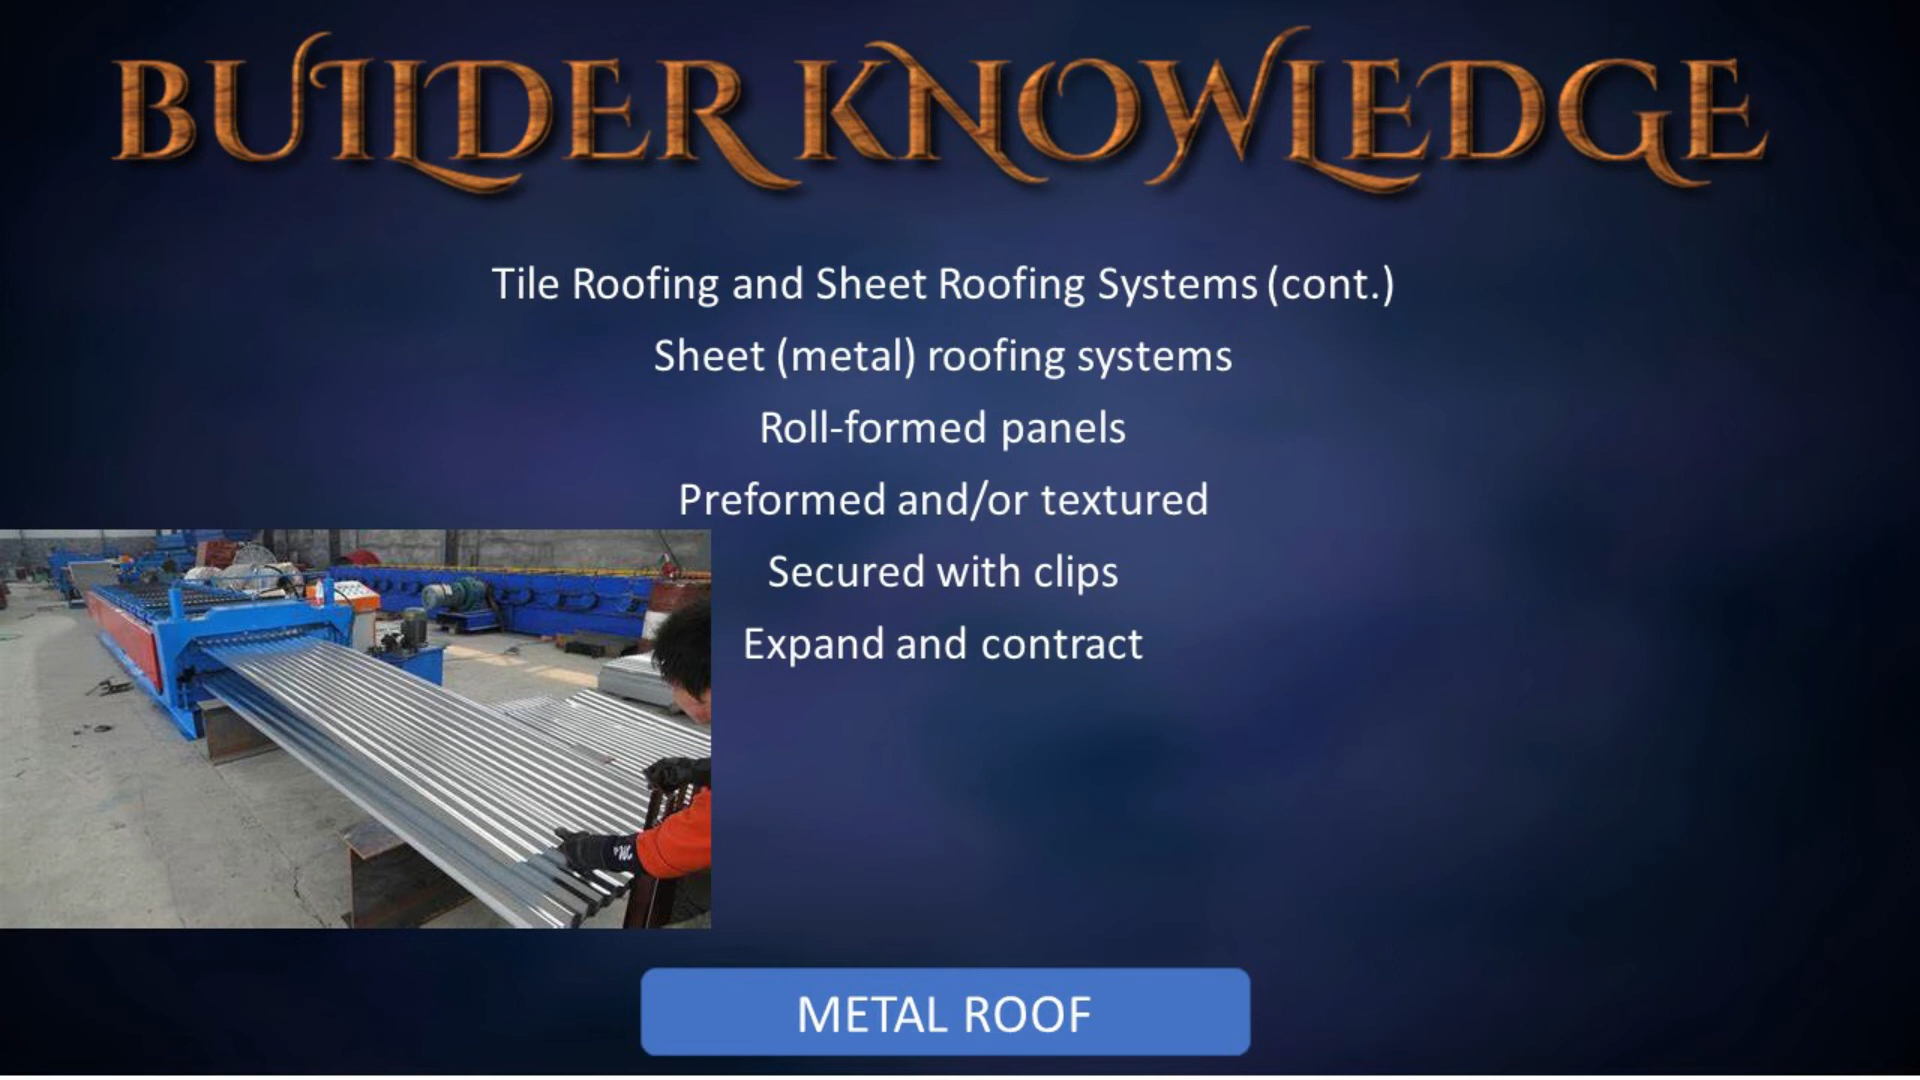 BUILDER KNOWLEDGE
Tile Roofing and Sheet Roofing Systems (cont.)
Sheet (metal) roofing systems
Roll-formed panels
Preformed and/or textured
Secured with clips
Expand and contract
METAL ROOF